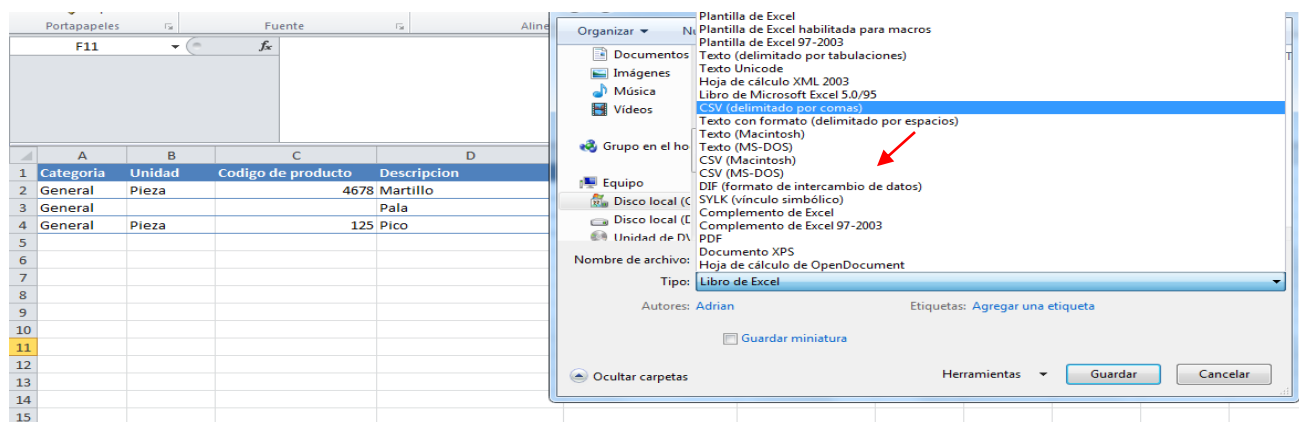 Portapapeles Fuente Aline
F11 fx
A B C D
1 Categoria Unidad Codigo de producto Descripcion
2 General Pieza 4678 Martillo
3 General Pala
4 General Pieza 125 Pico
5
6
7
8
9
10
11
12
13
14
15
Organizar
Documentos
Imágenes
Música
Vídeos
Grupo en el ho
Equipo
Disco local (C
Disco local (D
Unidad de DV
Plantilla de Excel
Plantilla de Excel habilitada para macros
Plantilla de Excel 97-2003
Texto (delimitado por tabulaciones)
Texto Unicode
Hoja de cálculo XML 2003
Libro de Microsoft Excel 5.0/95
CSV (delimitado por comas)
Texto con formato (delimitado por espacios)
Texto (Macintosh)
Texto (MS-DOS)
CSV (Macintosh)
CSV (MS-DOS)
DIF (formato de intercambio de datos)
SYLK (vínculo simbólico)
Complemento de Excel
Complemento de Excel 97-2003
PDF
Documento XPS
Hoja de cálculo de OpenDocument
Nombre de archivo:
Tipo: Libro de Excel
Autores: Adrian Etiquetas: Agregar una etiqueta
Guardar miniatura
Ocultar carpetas Herramientas Guardar Cancelar